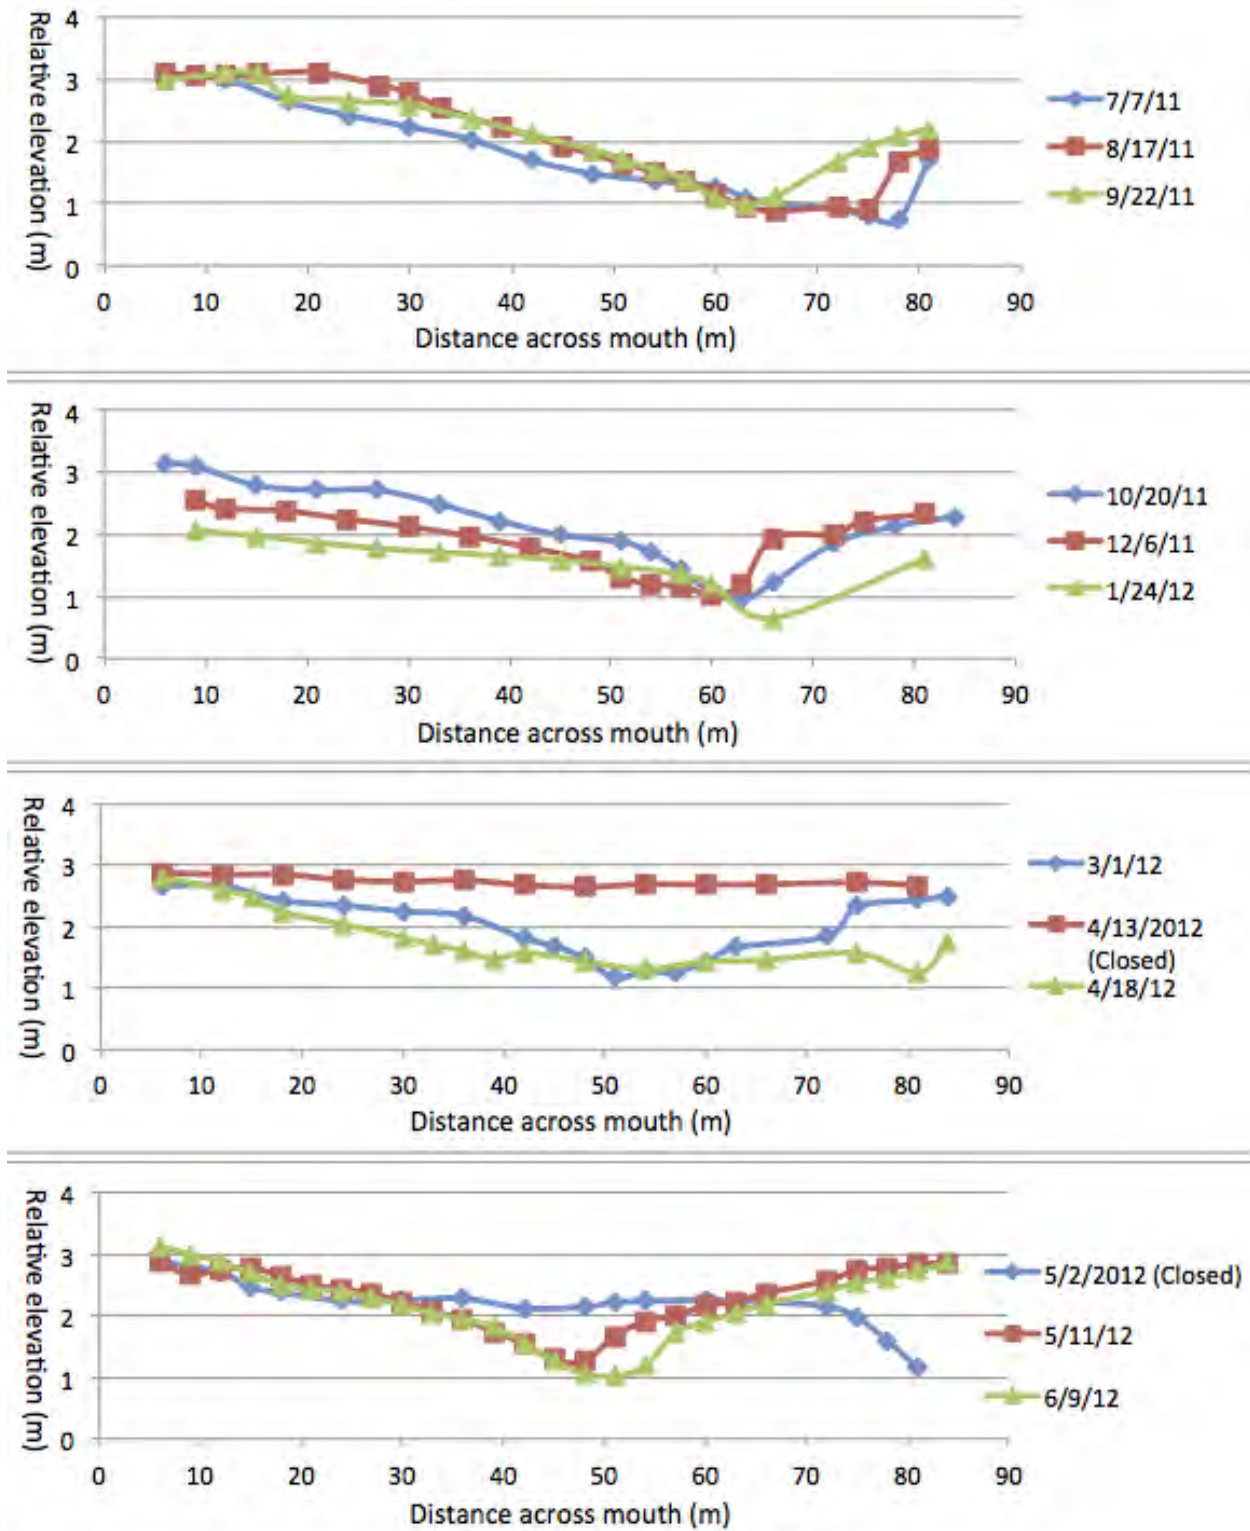 Relative elevation (m)
4
3
2
1
0
0 10 20 30 40 50 60 70 80 90
Distance across mouth (m)
7/7/11
8/17/11
9/22/11
Relative elevation (m)
4
3
2
1
0
0 10 20 30 40 50 60 70 80 90
Distance across mouth (m)
10/20/11
12/6/11
1/24/12
Relative elevation (m)
4
3
2
1
0
0 10 20 30 40 50 60 70 80 90
Distance across mouth (m)
3/1/12
4/13/2012
(Closed)
4/18/12
Relative elevation (m)
4
3
2
1
0
0 10 20 30 40 50 60 70 80 90
Distance across mouth (m)
5/2/2012 (Closed)
5/11/12
6/9/12